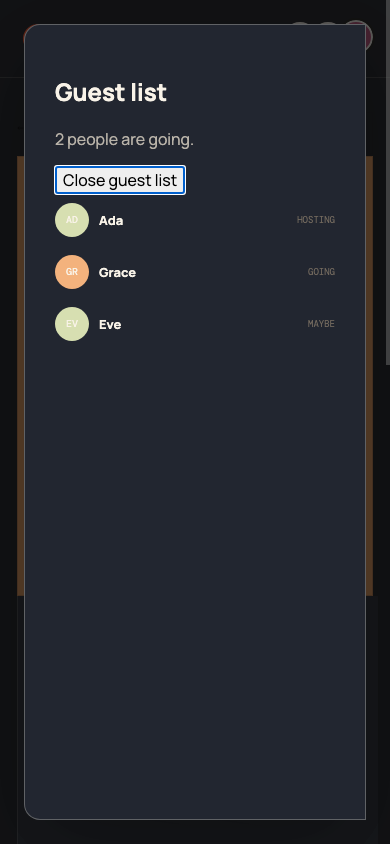 Guest list
2 people are going.
Close guest list
AD Ada HOSTING
GR Grace GOING
EV Eve MAYBE